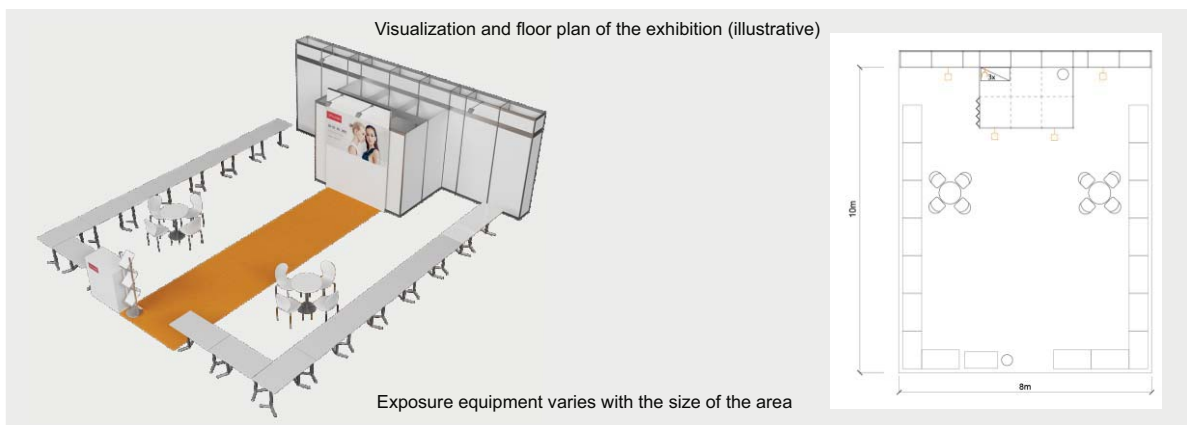 Visualization and floor plan of the exhibition (illustrative)
3x
10m
8m
Exposure equipment varies with the size of the area